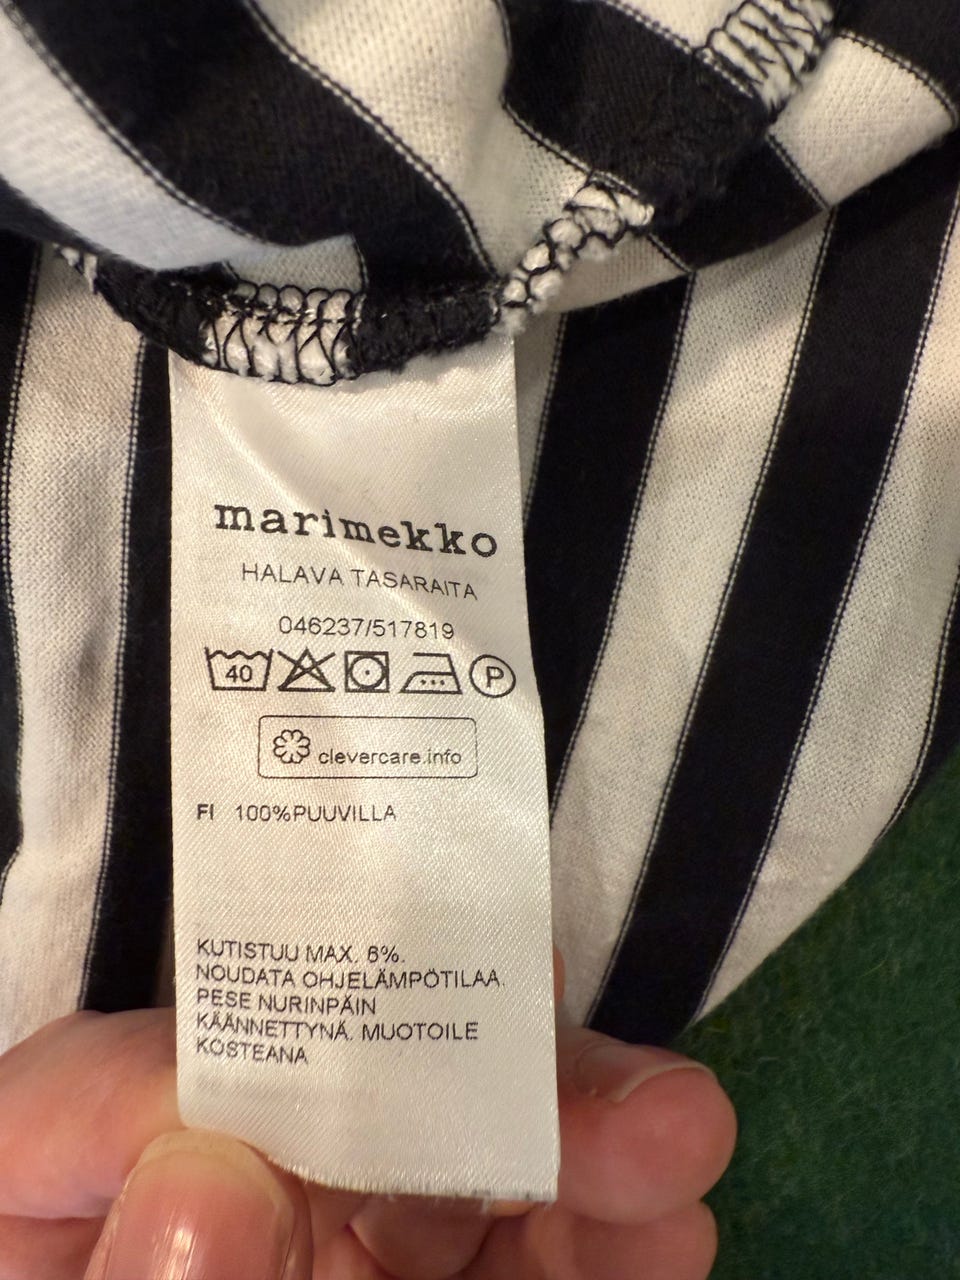 marimekko
HALAVA TASARAITA
046237/517819
40 P
clevercare.info
FI 100%PUUVILLA
KUTISTUU MAX. 6%.
NOUDATA OHJELÄMPÖTILAA.
PESE NURINPÄIN
KÄÄNNETTYNÄ. MUOTOILE
KOSTEANA